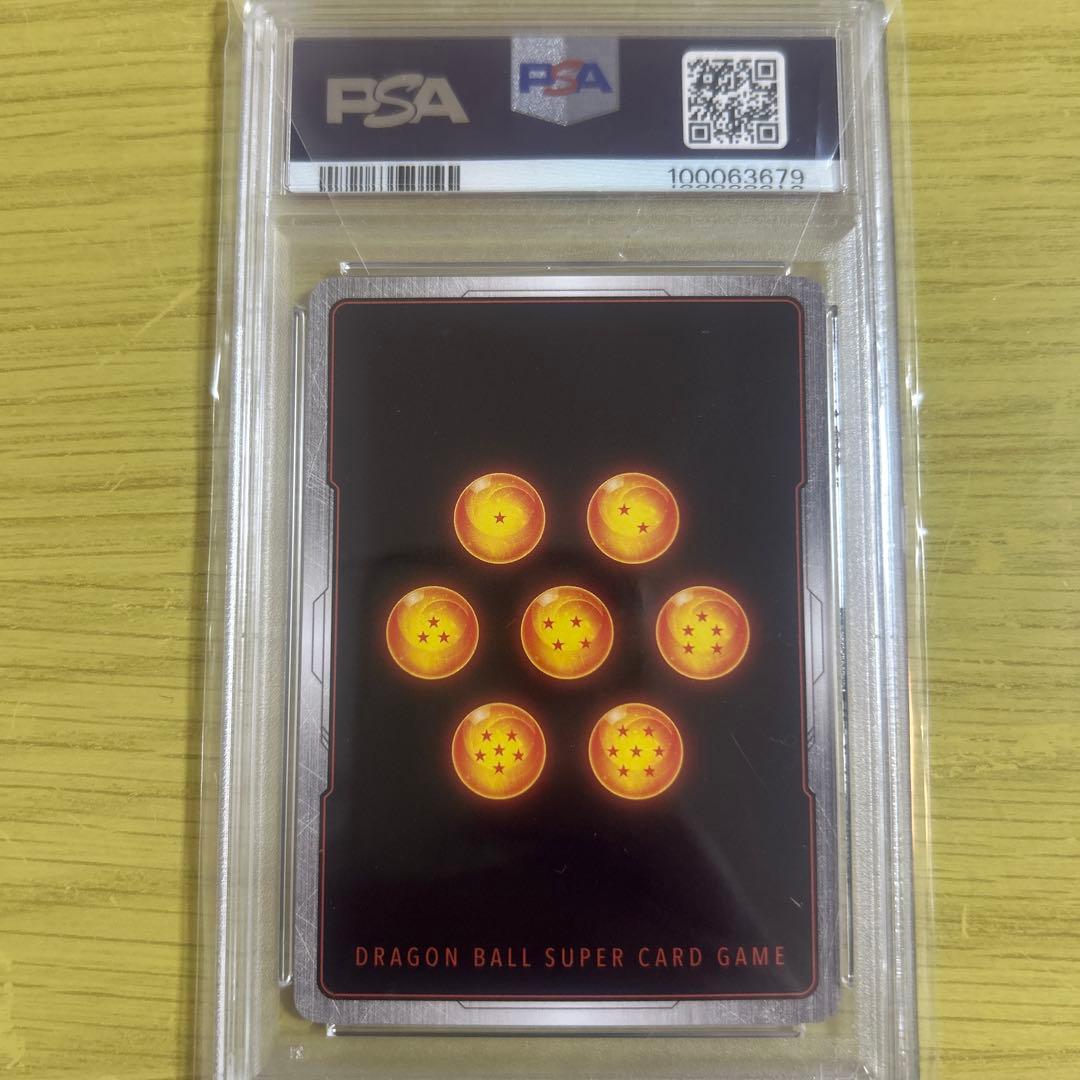 PSA
PSA
100063679
DRAGON BALL SUPER CARD GAME